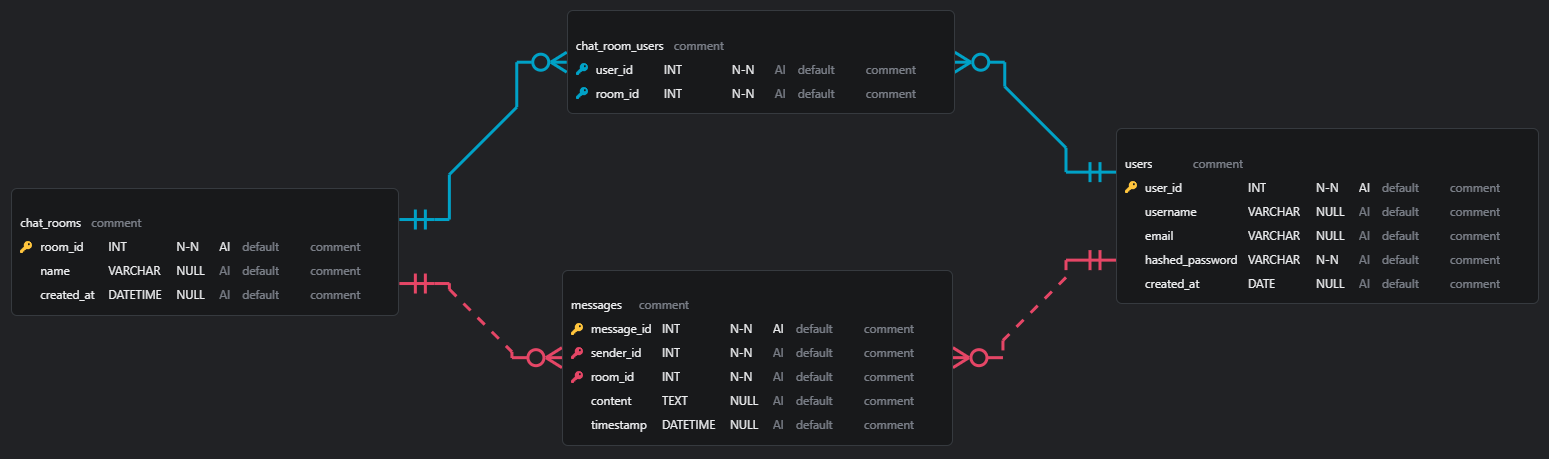 chat_room_users comment
user_id INT N-N AI default comment
room_id INT N-N AI default comment
users comment
user_id INT N-N AI default comment
username VARCHAR NULL AI default comment
email VARCHAR NULL AI default comment
hashed_password VARCHAR N-N AI default comment
created_at DATE NULL AI default comment
chat_rooms comment
room_id INT N-N AI default comment
name VARCHAR NULL AI default comment
created_at DATETIME NULL AI default comment
messages comment
message_id INT N-N AI default comment
sender_id INT N-N AI default comment
room_id INT N-N AI default comment
content TEXT NULL AI default comment
timestamp DATETIME NULL AI default comment